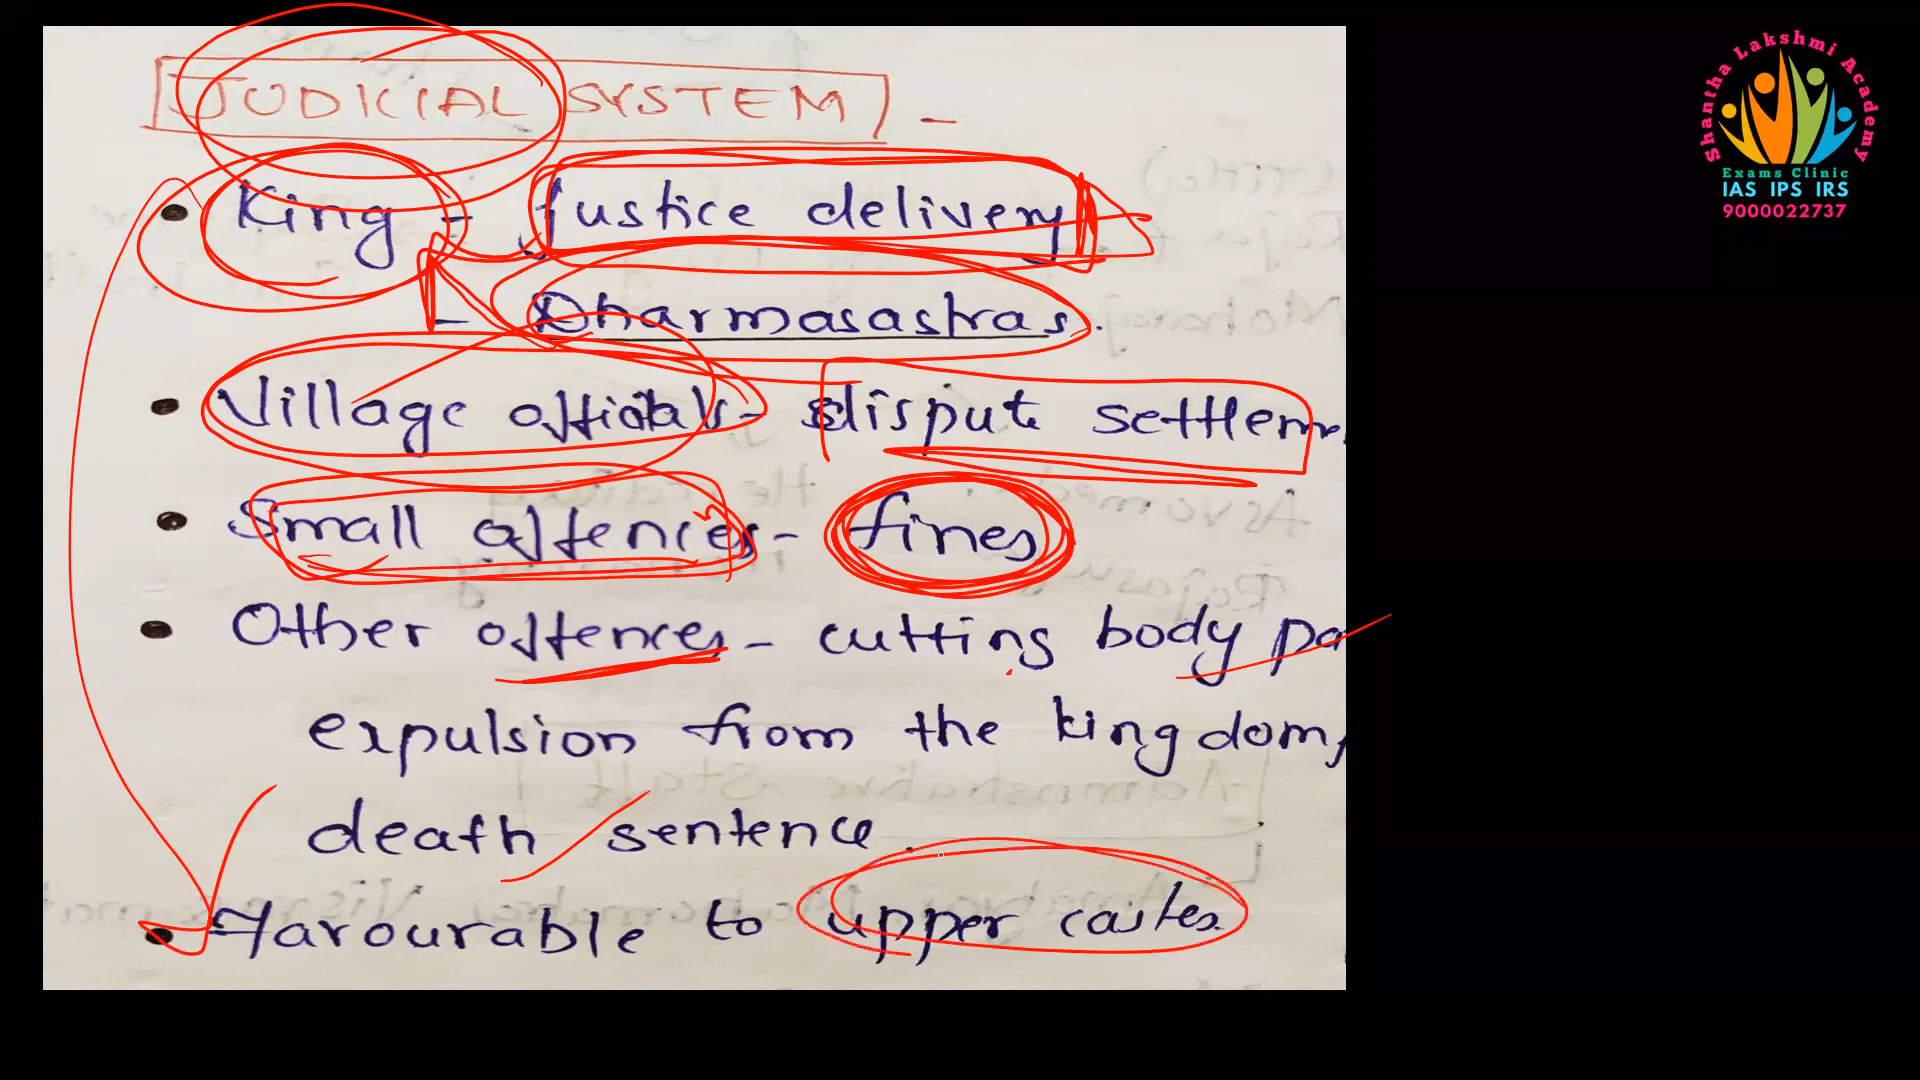 JUDICIAL SYSTEM -
• King - Justice delivery
- Dharmasastras.
• Village officials - dispute settlem
• Small offences - fines
• Other offences - cutting body pa
expulsion from the kingdom,
death sentence.
• Favourable to upper castes.
Shantha Lakshmi Academy
Exams Clinic
IAS IPS IRS
9000022737